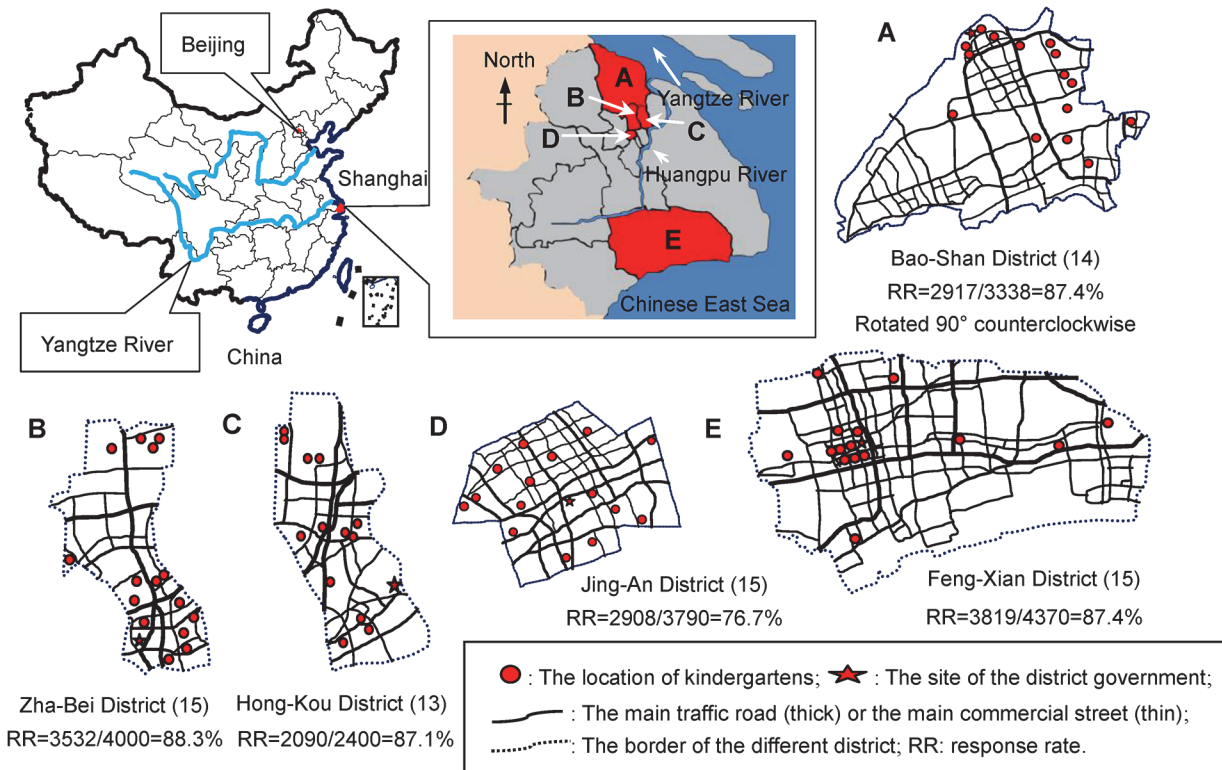 Beijing
Shanghai
Yangtze River
China
North
A
B
D
C
Yangtze River
Huangpu River
E
Chinese East Sea
A
Bao-Shan District (14)
RR=2917/3338=87.4%
Rotated 90° counterclockwise
B
Zha-Bei District (15)
RR=3532/4000=88.3%
C
Hong-Kou District (13)
RR=2090/2400=87.1%
D
Jing-An District (15)
RR=2908/3790=76.7%
E
Feng-Xian District (15)
RR=3819/4370=87.4%
: The location of kindergartens; : The site of the district government;
: The main traffic road (thick) or the main commercial street (thin);
: The border of the different district; RR: response rate.